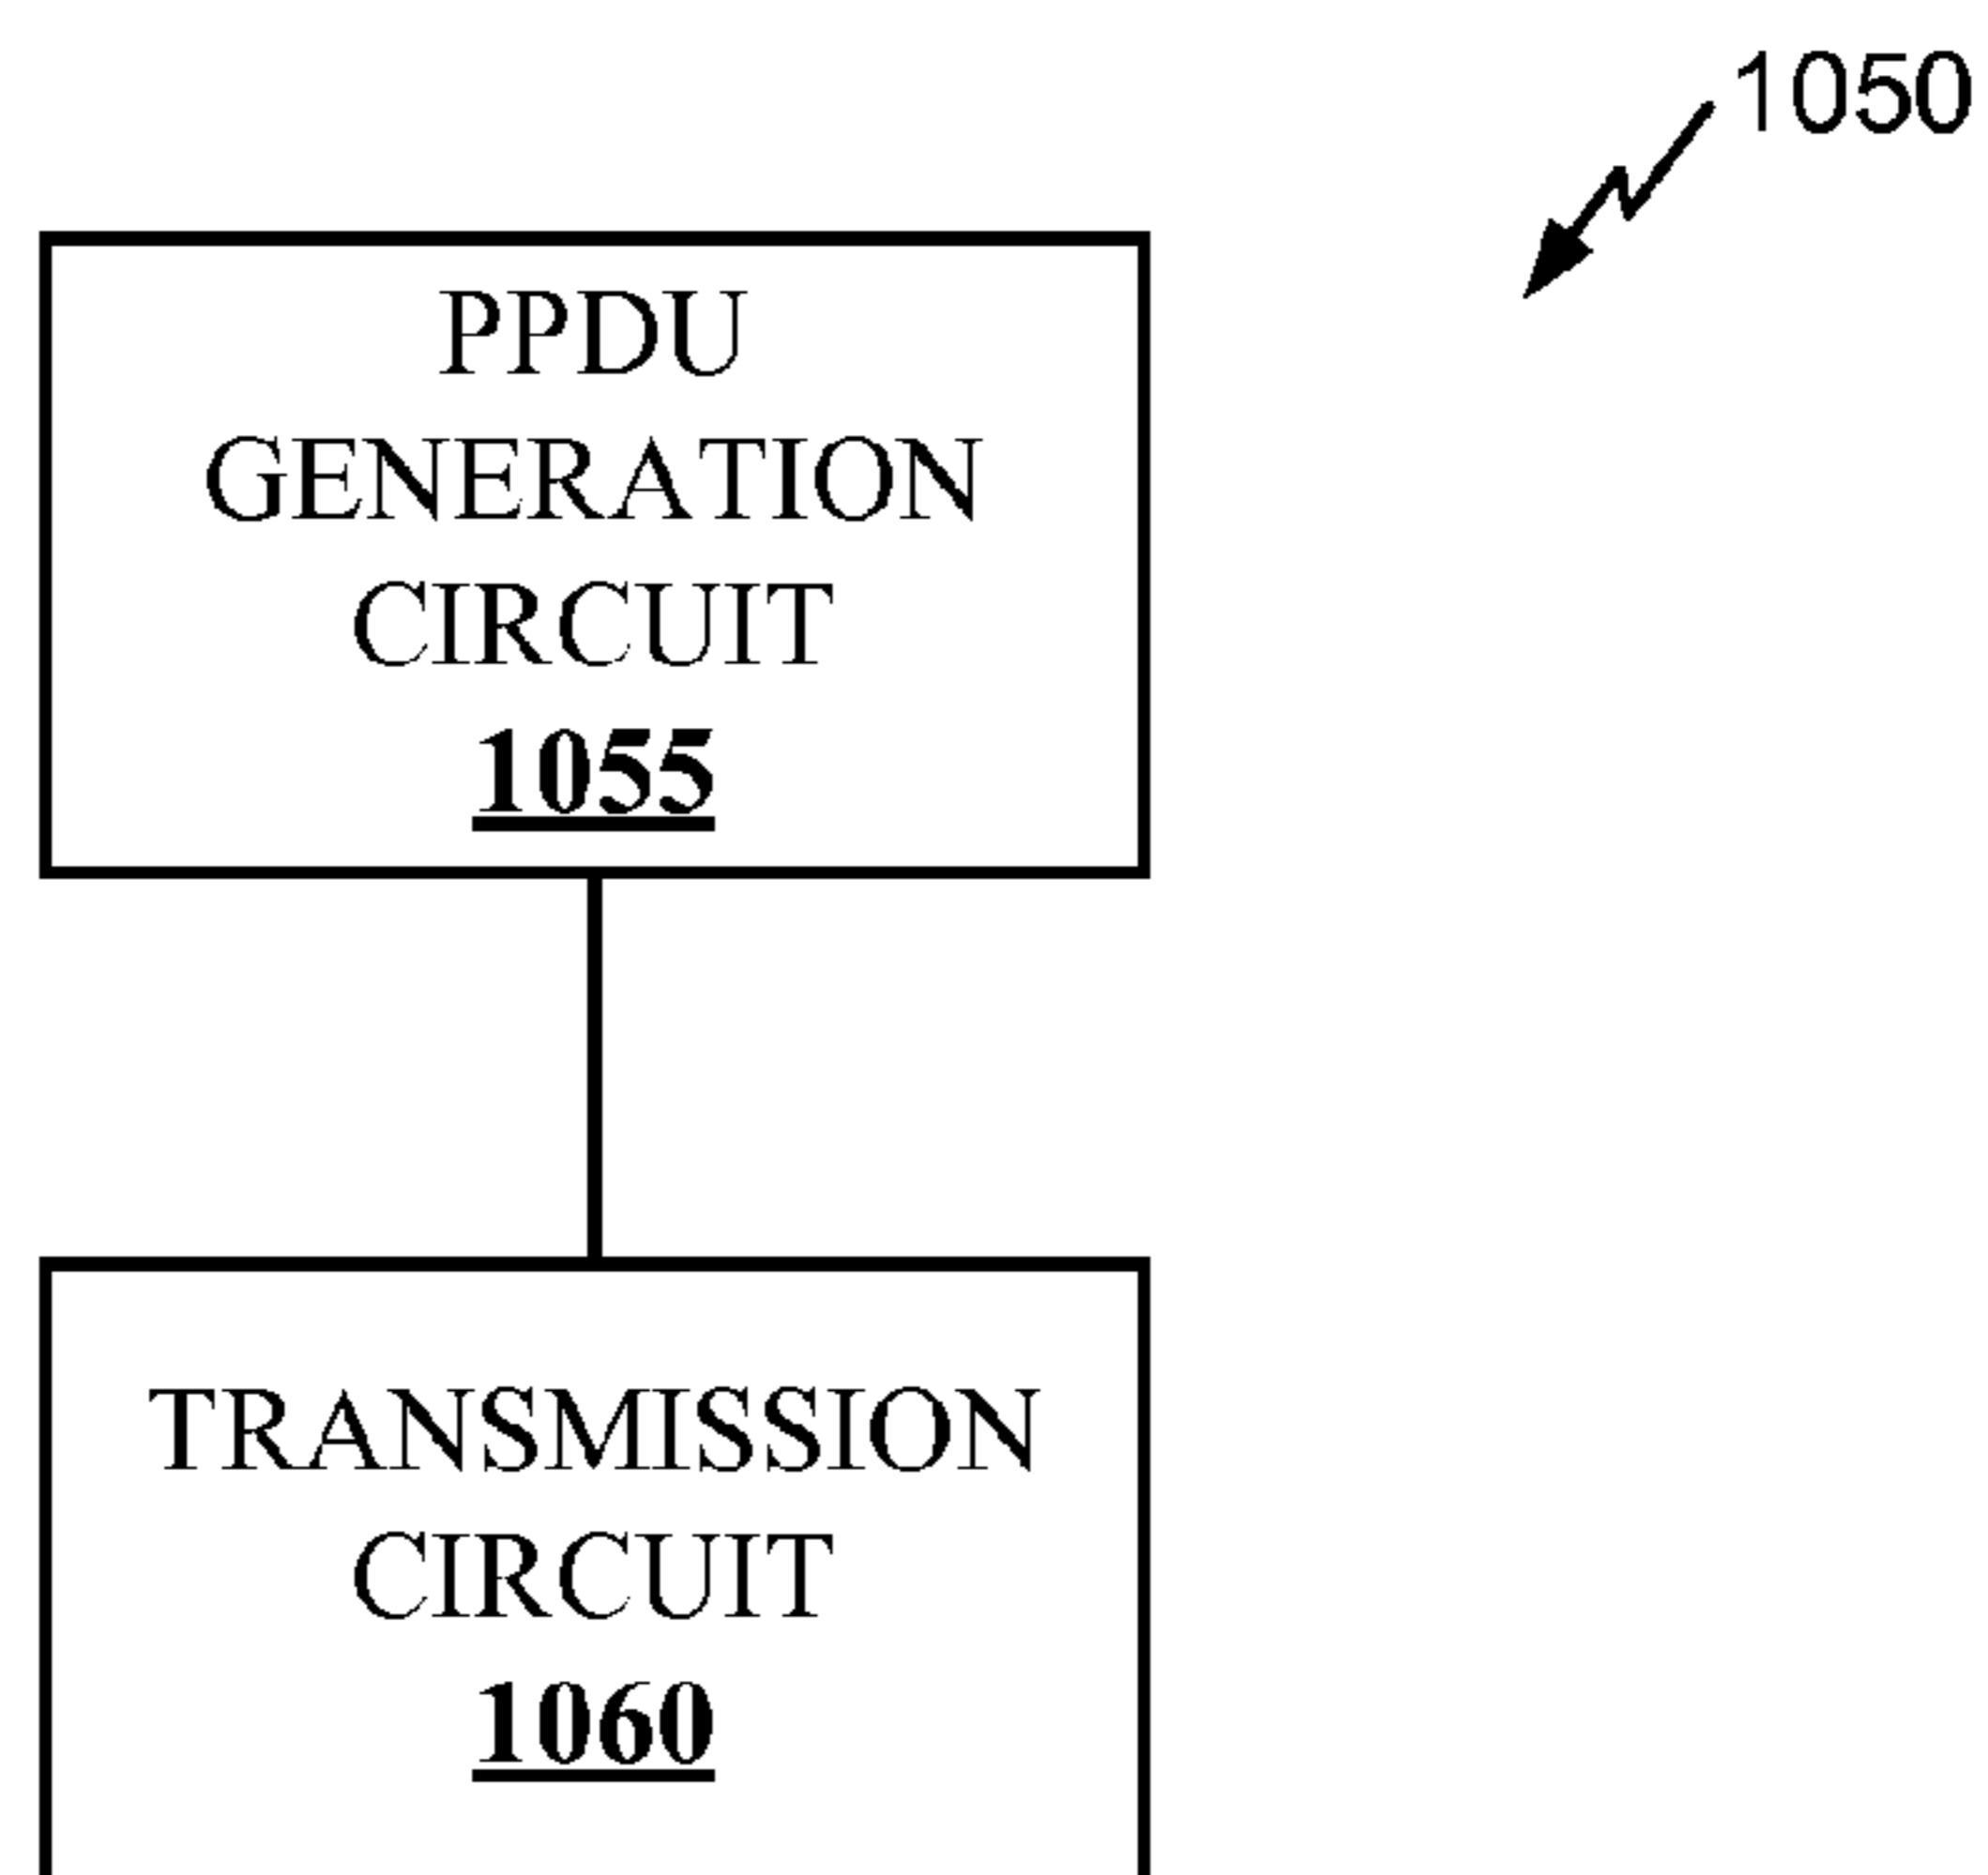 1050
PPDU
GENERATION
CIRCUIT
1055
TRANSMISSION
CIRCUIT
1060